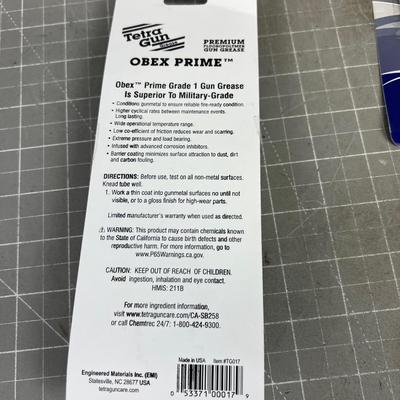 Tetra
Gun
GREASE
PREMIUM
FLUOROPOLYMER
GUN GREASE
OBEX PRIME™
Obex™ Prime Grade 1 Gun Grease
Is Superior To Military-Grade
• Conditions gunmetal to ensure reliable fire-ready condition.
• Higher cyclical rates between maintenance events.
Long lasting.
• Wide operational temperature range.
• Low co-efficient of friction reduces wear and scarring.
• Extreme pressure and load bearing.
• Infused with advanced corrosion inhibitors.
• Barrier coating minimizes surface attraction to dust, dirt
and carbon fouling.
DIRECTIONS: Before use, test on all non-metal surfaces.
Knead tube well.
1. Work a thin coat into gunmetal surfaces no until not
visible, or to a gloss finish for high-wear parts.
Limited manufacturer's warranty when used as directed.
⚠ WARNING: This product may contain chemicals known
to the State of California to cause birth defects and other
reproductive harm. For more information, go to
www.P65Warnings.ca.gov.
CAUTION: KEEP OUT OF REACH OF CHILDREN.
Avoid ingestion, inhalation and eye contact.
HMIS: 211B
For more ingredient information,
visit www.tetraguncare.com/CA-SB258
or call Chemtrec 24/7: 1-800-424-9300.
Made in USA Item #TG017
Engineered Materials Inc. (EMI)
Statesville, NC 28677 USA
tetraguncare.com
0 53371 00017 9